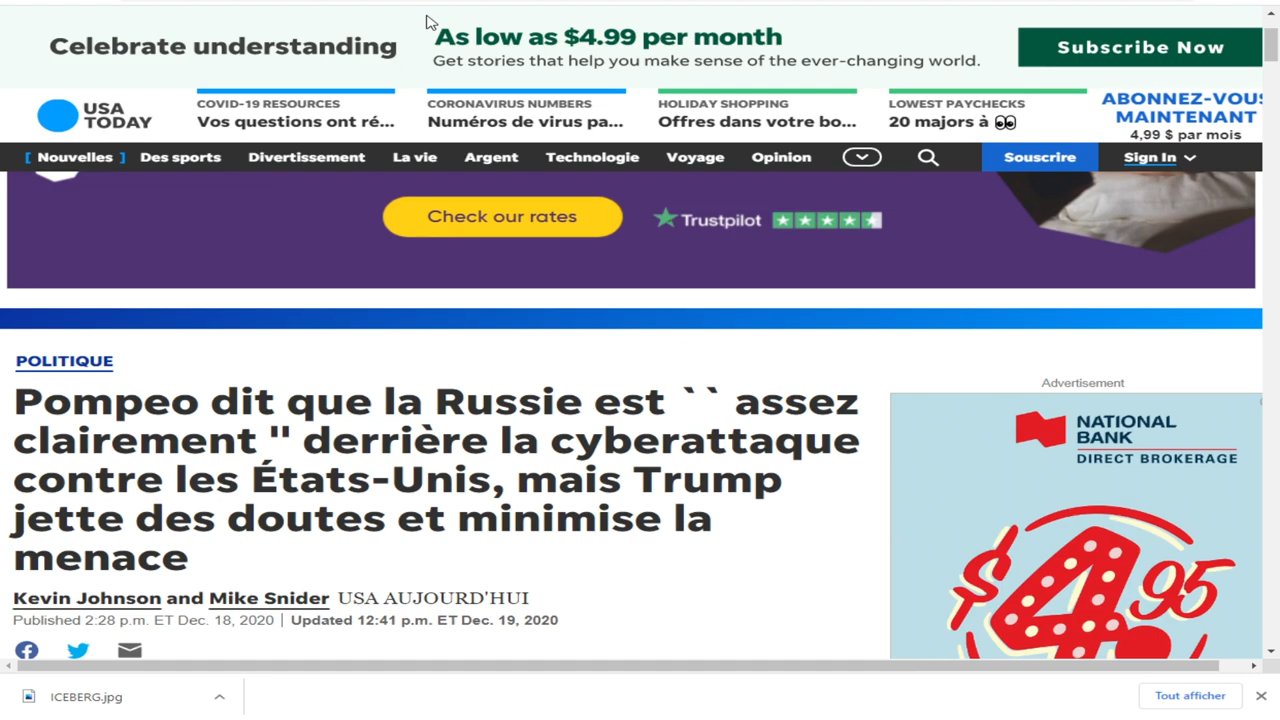 Celebrate understanding
As low as $4.99 per month
Get stories that help you make sense of the ever-changing world.
Subscribe Now
USA
TODAY
COVID-19 RESOURCES
Vos questions ont ré...
CORONAVIRUS NUMBERS
Numéros de virus pa...
HOLIDAY SHOPPING
Offres dans votre bo...
LOWEST PAYCHECKS
20 majors à 👀
ABONNEZ-VOUS
MAINTENANT
4,99 $ par mois
[ Nouvelles ] Des sports Divertissement La vie Argent Technologie Voyage Opinion Souscrire Sign In
Check our rates
Trustpilot
POLITIQUE
Pompeo dit que la Russie est `` assez
clairement '' derrière la cyberattaque
contre les États-Unis, mais Trump
jette des doutes et minimise la
menace
Kevin Johnson and Mike Snider USA AUJOURD'HUI
Published 2:28 p.m. ET Dec. 18, 2020 | Updated 12:41 p.m. ET Dec. 19, 2020
Advertisement
NATIONAL
BANK
DIRECT BROKERAGE
$4.95
ICEBERG.jpg
Tout afficher